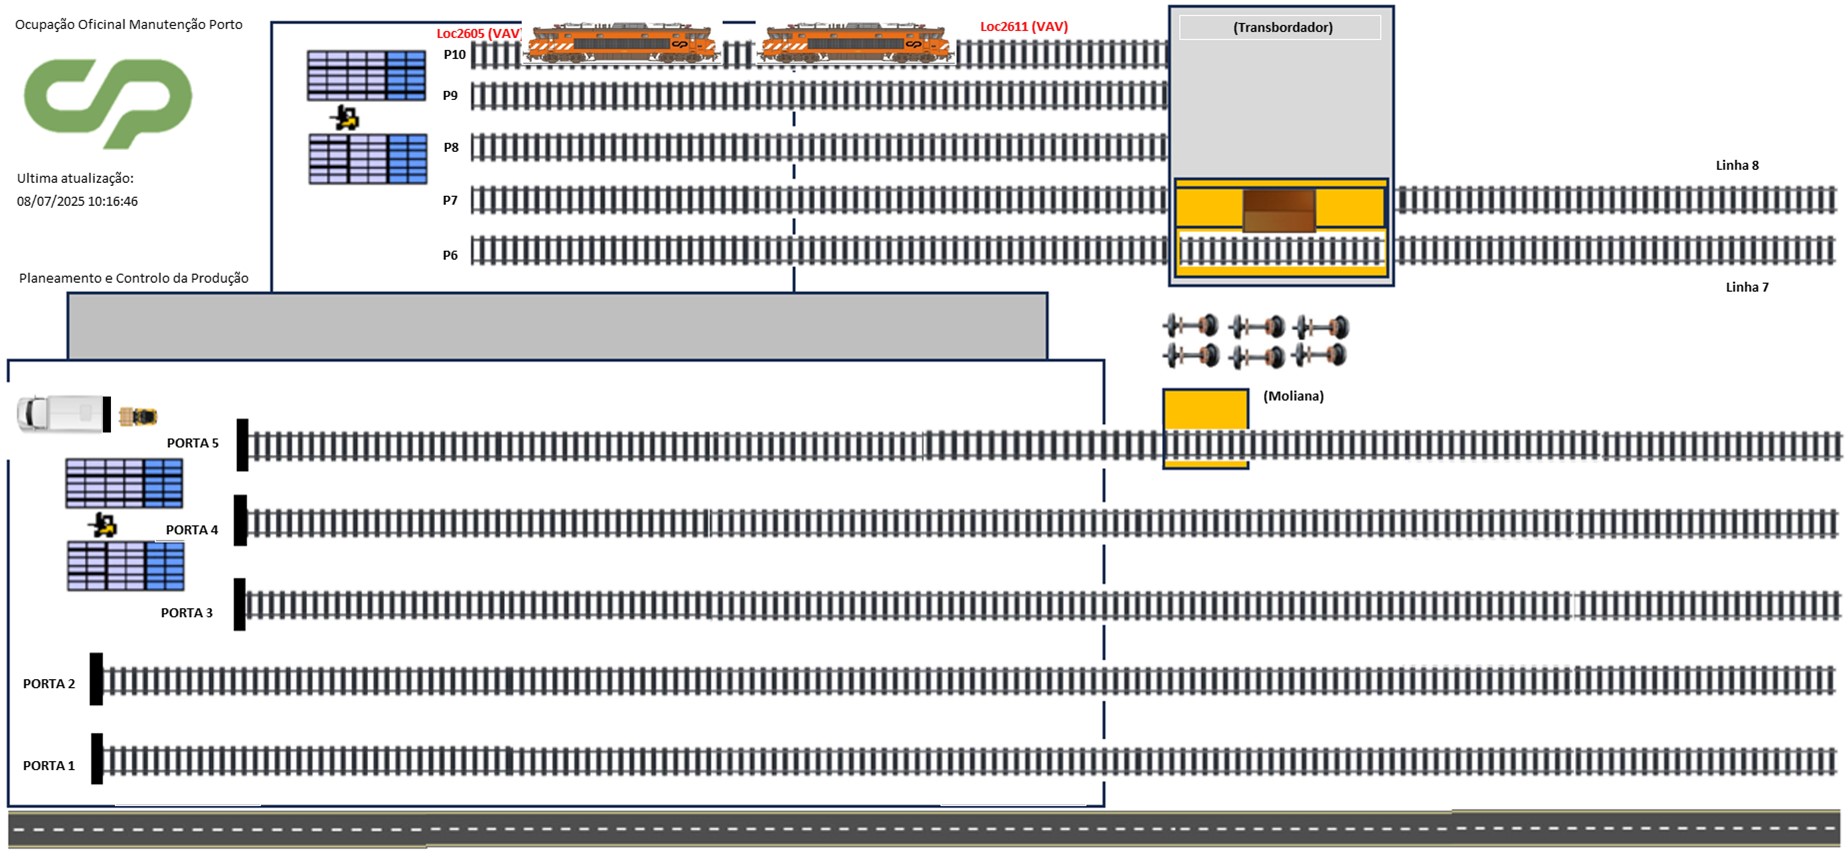 Ocupação Oficinal Manutenção Porto
Loc2605 (VAV)
Loc2611 (VAV)
(Transbordador)
P10
P9
P8
P7
P6
Linha 8
Linha 7
Ultima atualização:
08/07/2025 10:16:46
Planeamento e Controlo da Produção
(Moliana)
PORTA 5
PORTA 4
PORTA 3
PORTA 2
PORTA 1